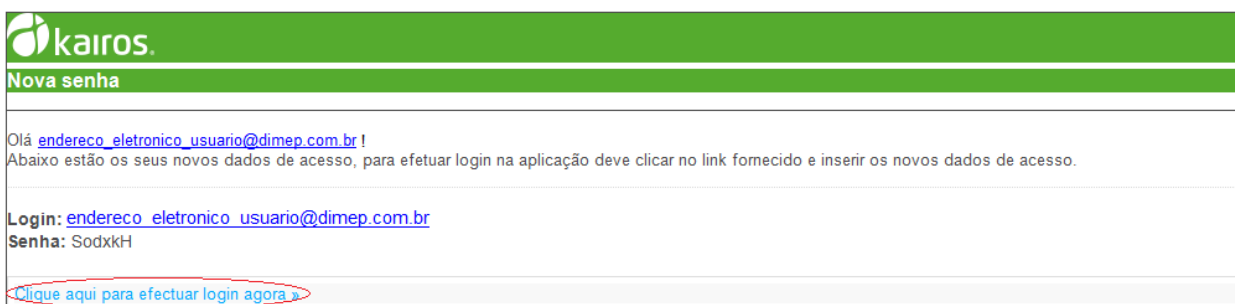 kairos.
Nova senha
Olá endereco_eletronico_usuario@dimep.com.br !
Abaixo estão os seus novos dados de acesso, para efetuar login na aplicação deve clicar no link fornecido e inserir os novos dados de acesso.
Login: endereco_eletronico_usuario@dimep.com.br
Senha: SodxkH
Clique aqui para efectuar login agora »